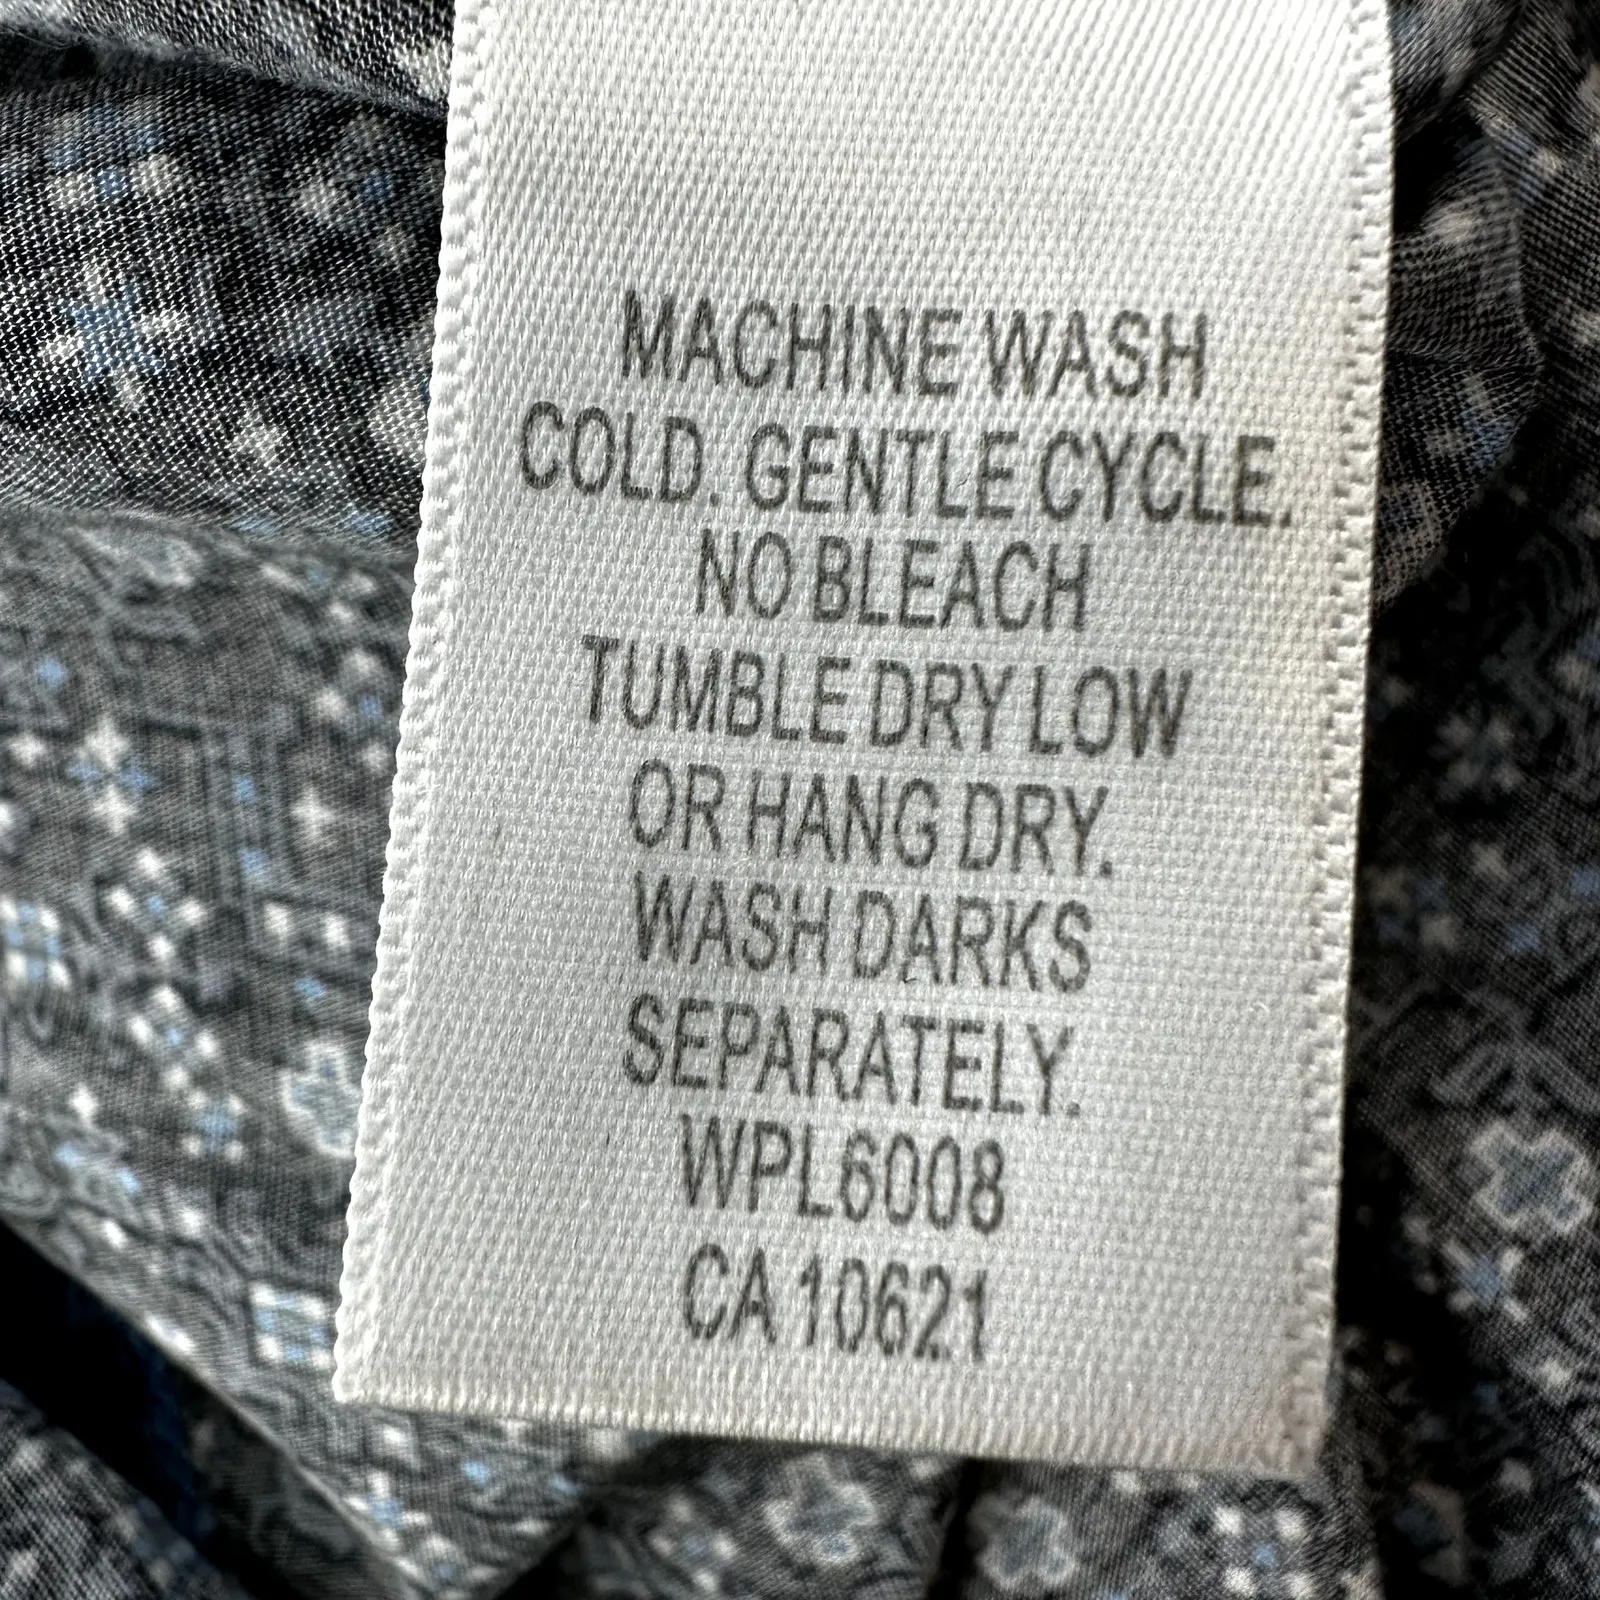 MACHINE WASH
COLD. GENTLE CYCLE.
NO BLEACH
TUMBLE DRY LOW
OR HANG DRY.
WASH DARKS
SEPARATELY.
WPL6008
CA 10621